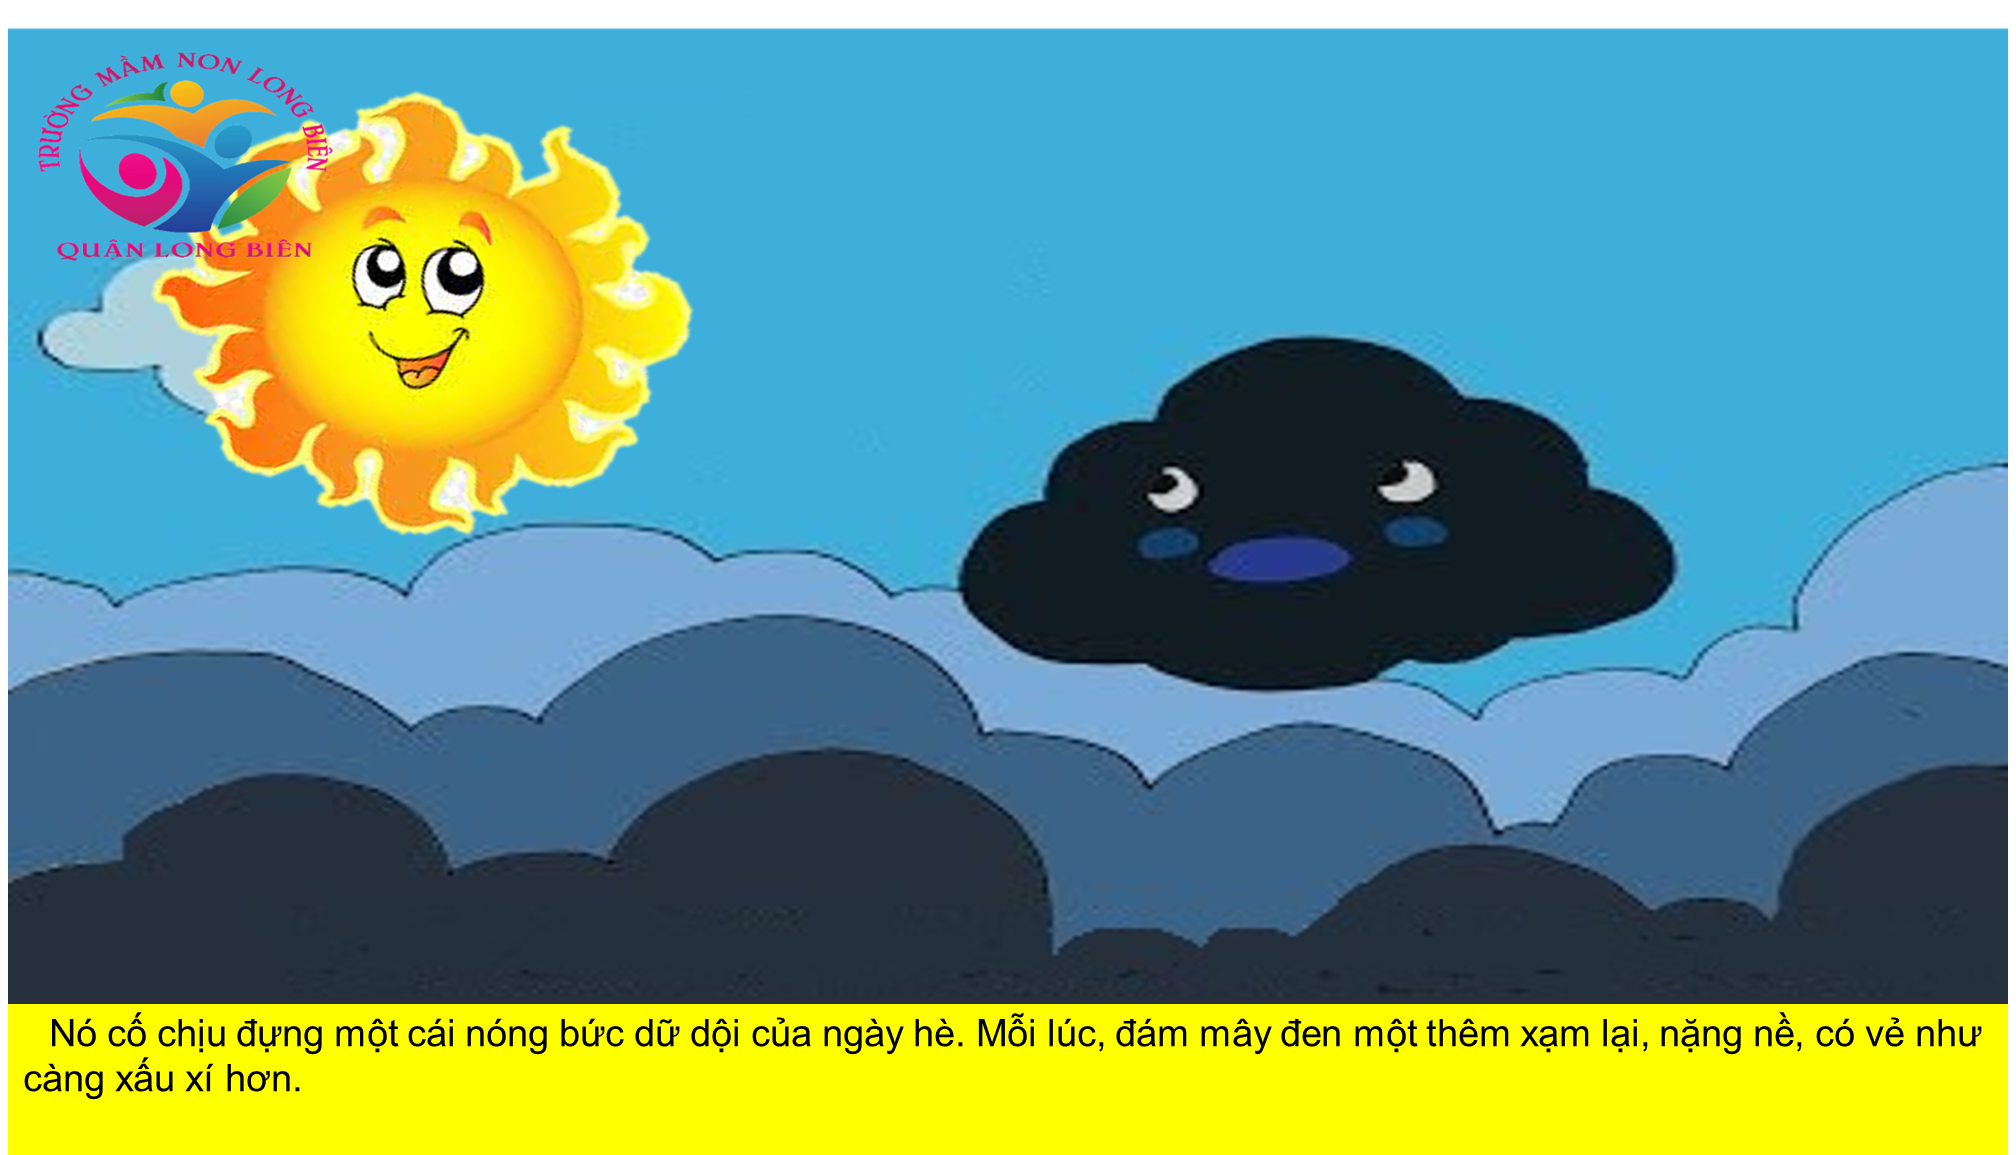 TRƯỜNG MẦM NON LONG BIÊN
QUẬN LONG BIÊN
Nó cố chịu đựng một cái nóng bức dữ dội của ngày hè. Mỗi lúc, đám mây đen một thêm xạm lại, nặng nề, có vẻ như
càng xấu xí hơn.